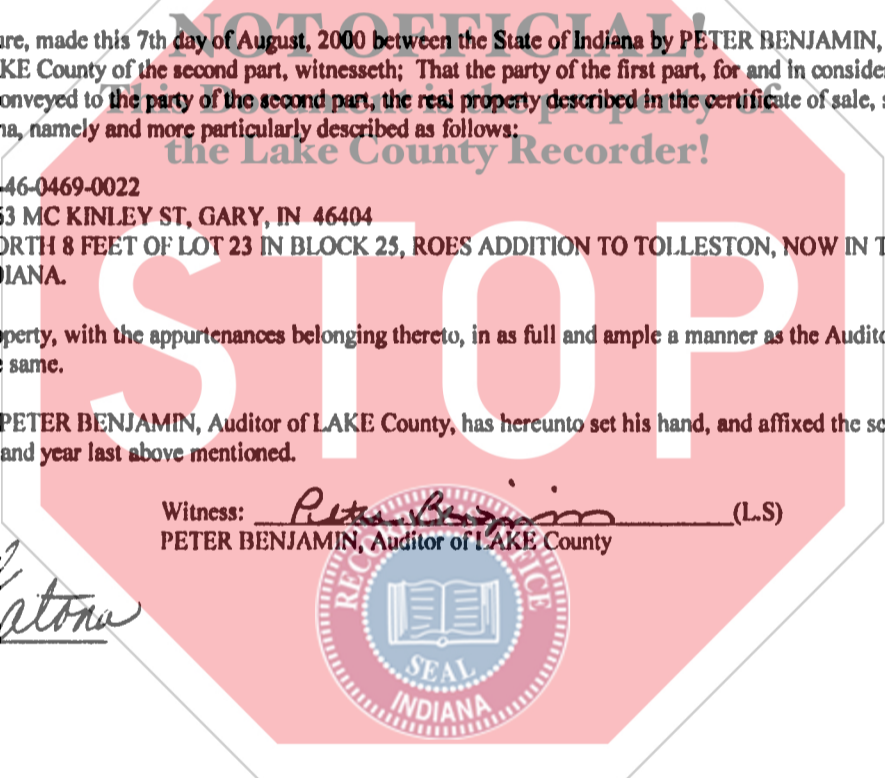 NOT OFFICIAL!
ure, made this 7th day of August, 2000 between the State of Indiana by PETER BENJAMIN,
KE County of the second part, witnesseth; That the party of the first part, for and in conside
onveyed to the party of the second part, the real property described in the certificate of sale,
This Document is the property of
na, namely and more particularly described as follows:
the Lake County Recorder!
-46-0469-0022
53 MC KINLEY ST, GARY, IN 46404
ORTH 8 FEET OF LOT 23 IN BLOCK 25, ROES ADDITION TO TOLLESTON, NOW IN T
DIANA.
STOP
operty, with the appurtenances belonging thereto, in as full and ample a manner as the Audito
e same.
PETER BENJAMIN, Auditor of LAKE County, has hereunto set his hand, and affixed the se
and year last above mentioned.
Witness: Peter Benjamin (L.S)
PETER BENJAMIN, Auditor of LAKE County
RECORDER'S OFFICE
atona
SEAL
INDIANA